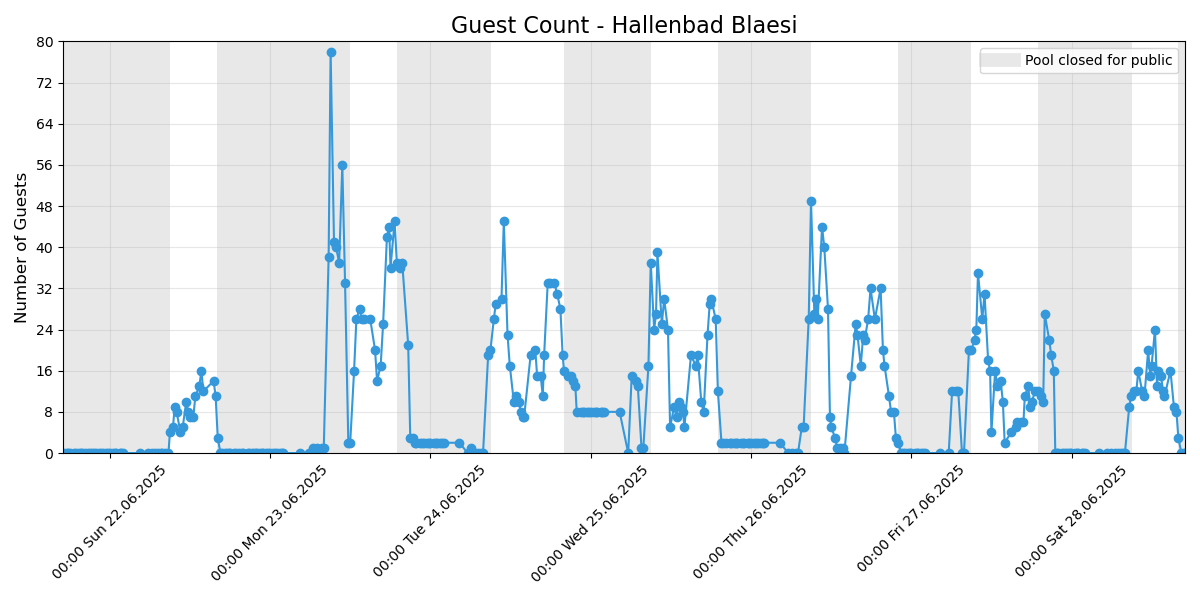 Guest Count - Hallenbad Blaesi
Pool closed for public
Number of Guests
80
72
64
56
48
40
32
24
16
8
0
00:00 Sun 22.06.2025
00:00 Mon 23.06.2025
00:00 Tue 24.06.2025
00:00 Wed 25.06.2025
00:00 Thu 26.06.2025
00:00 Fri 27.06.2025
00:00 Sat 28.06.2025